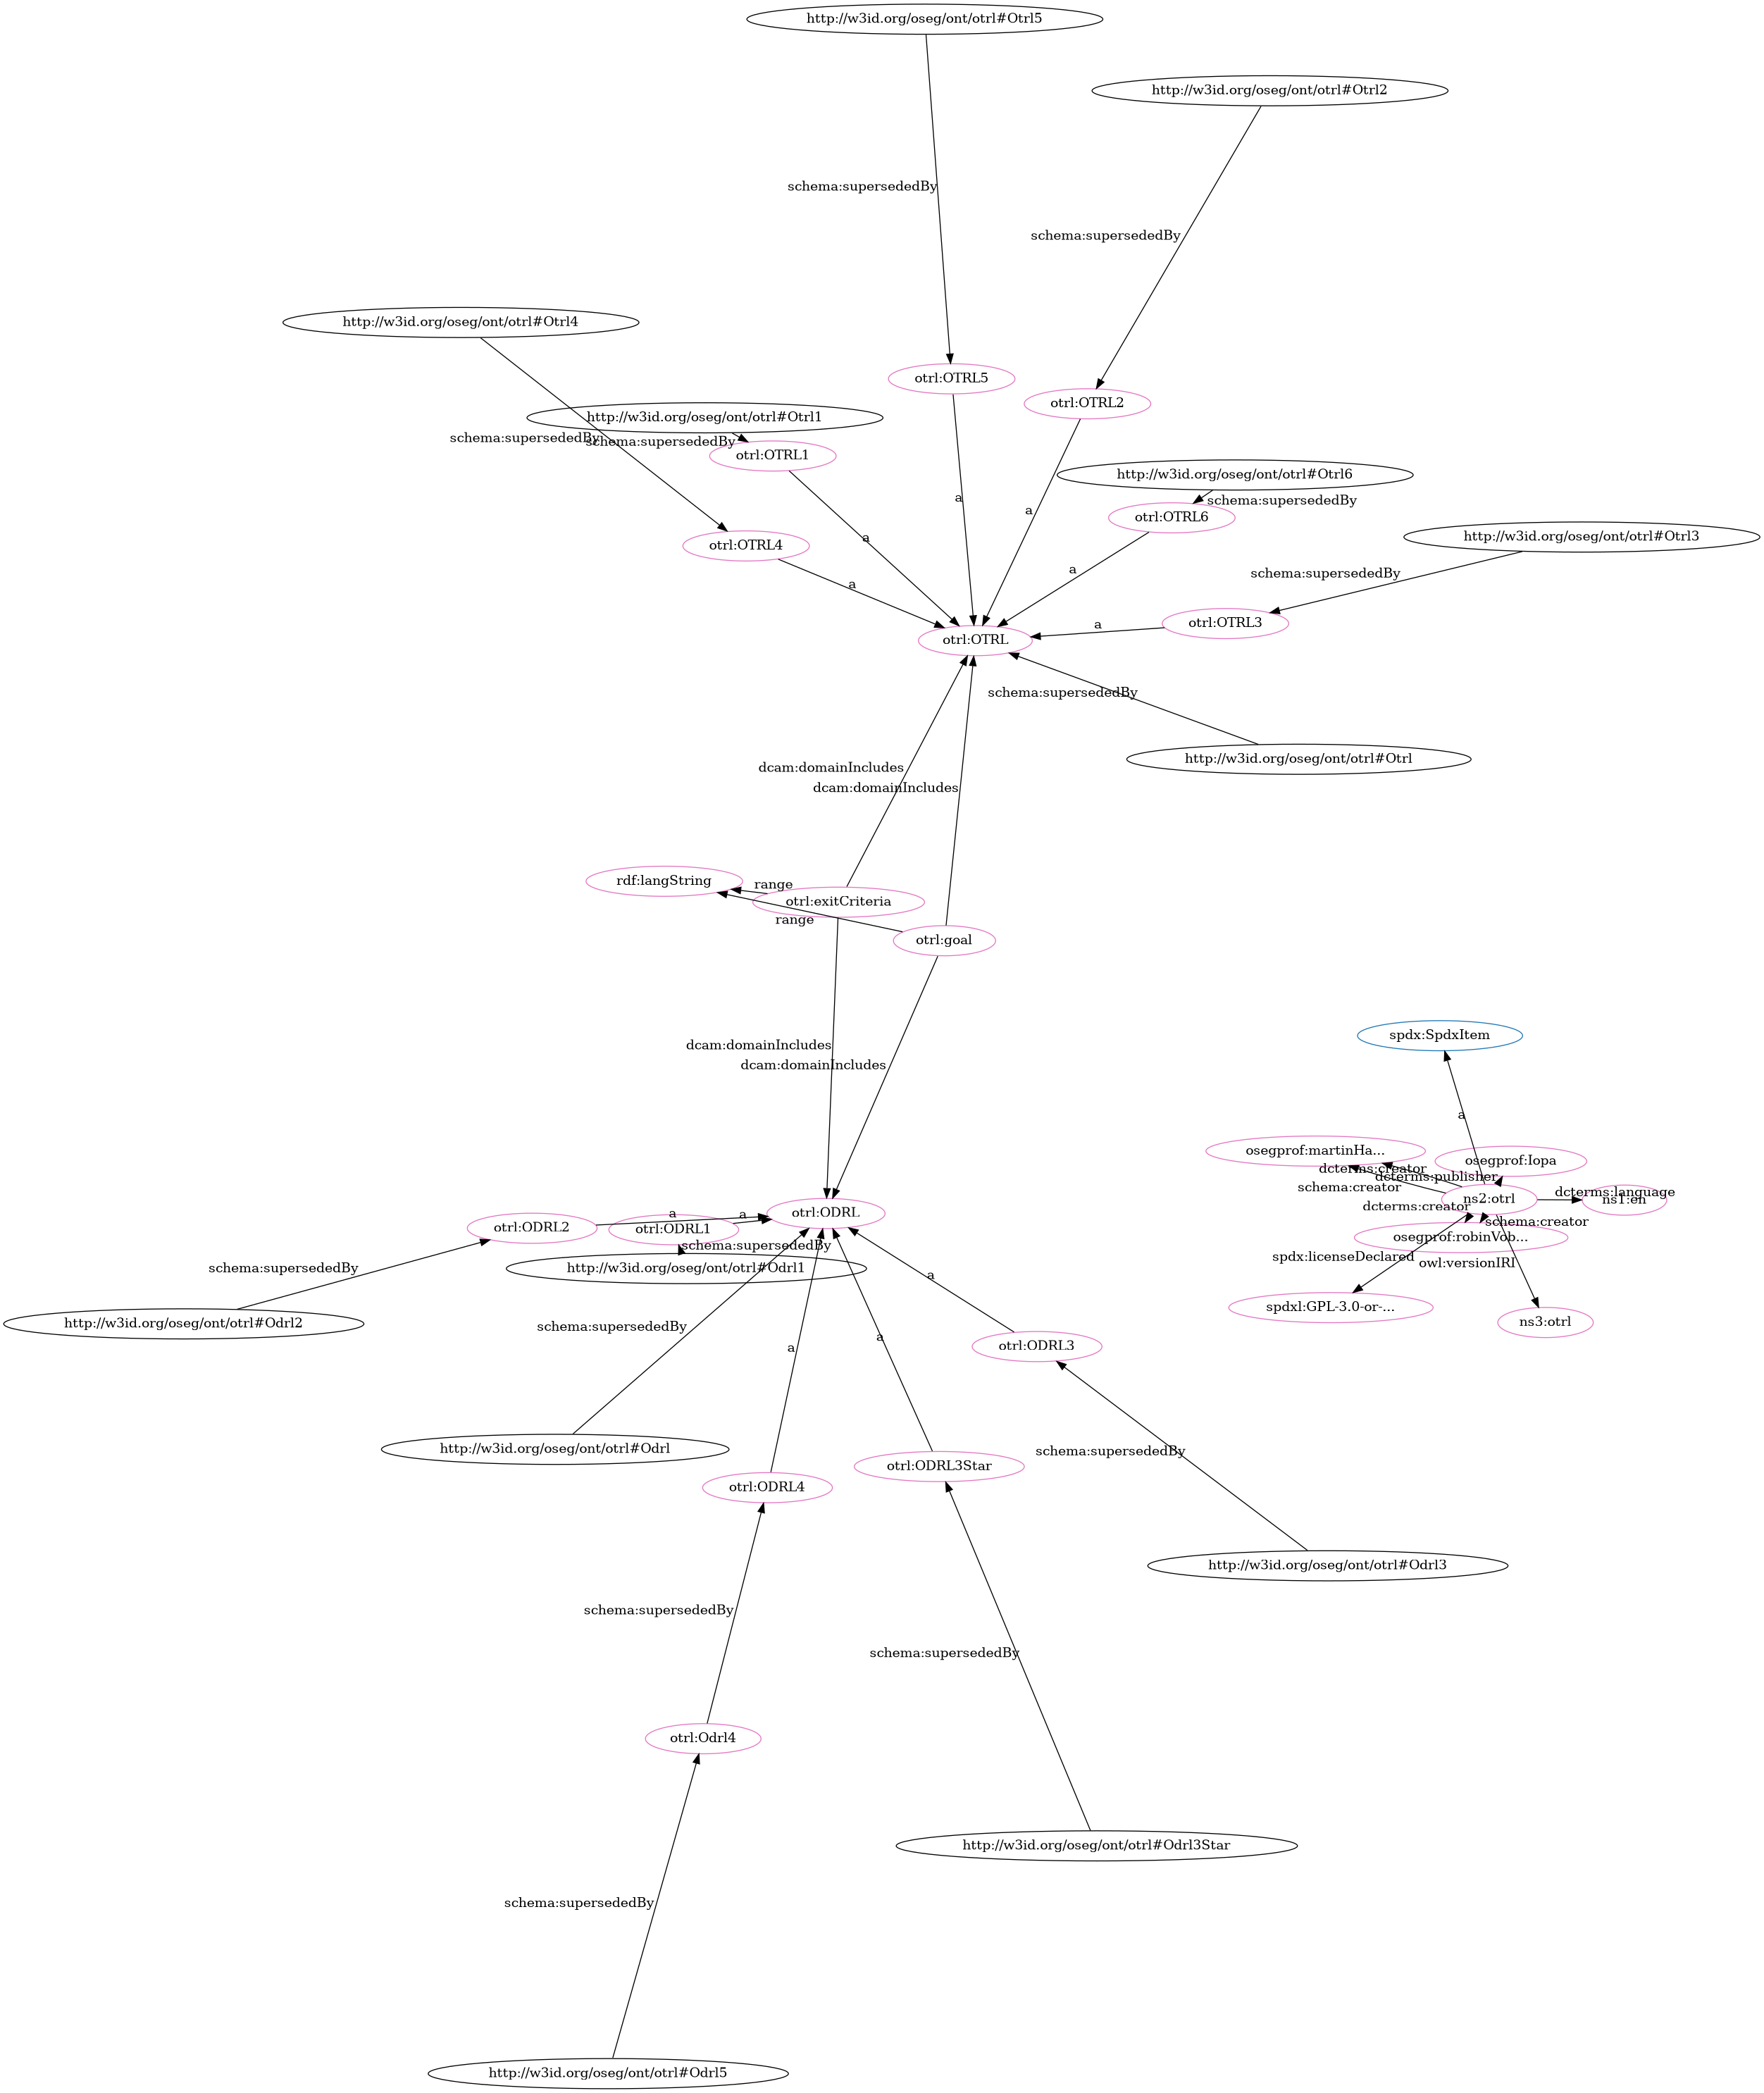 http://w3id.org/oseg/ont/otrl#Otrl5
http://w3id.org/oseg/ont/otrl#Otrl2
schema:supersededBy
schema:supersededBy
http://w3id.org/oseg/ont/otrl#Otrl4
otrl:OTRL5
otrl:OTRL2
http://w3id.org/oseg/ont/otrl#Otrl1
schema:supersededBy
schema:supersededBy
otrl:OTRL1
http://w3id.org/oseg/ont/otrl#Otrl6
a
schema:supersededBy
a
otrl:OTRL6
http://w3id.org/oseg/ont/otrl#Otrl3
a
otrl:OTRL4
a
schema:supersededBy
a
otrl:OTRL3
a
otrl:OTRL
schema:supersededBy
http://w3id.org/oseg/ont/otrl#Otrl
dcam:domainIncludes
dcam:domainIncludes
rdf:langString
range
otrl:exitCriteria
range
otrl:goal
spdx:SpdxItem
dcam:domainIncludes
dcam:domainIncludes
a
osegprof:martinHa...
osegprof:Iopa
dcterms:creator
dcterms:publisher
schema:creator
ns2:otrl
dcterms:language
ns1:en
dcterms:creator
schema:creator
otrl:ODRL
a
a
otrl:ODRL2
otrl:ODRL1
osegprof:robinVob...
schema:supersededBy
spdx:licenseDeclared
owl:versionIRI
schema:supersededBy
http://w3id.org/oseg/ont/otrl#Odrl1
a
spdxl:GPL-3.0-or-...
ns3:otrl
http://w3id.org/oseg/ont/otrl#Odrl2
schema:supersededBy
a
a
otrl:ODRL3
http://w3id.org/oseg/ont/otrl#Odrl
schema:supersededBy
otrl:ODRL3Star
otrl:ODRL4
http://w3id.org/oseg/ont/otrl#Odrl3
schema:supersededBy
schema:supersededBy
otrl:Odrl4
http://w3id.org/oseg/ont/otrl#Odrl3Star
schema:supersededBy
http://w3id.org/oseg/ont/otrl#Odrl5